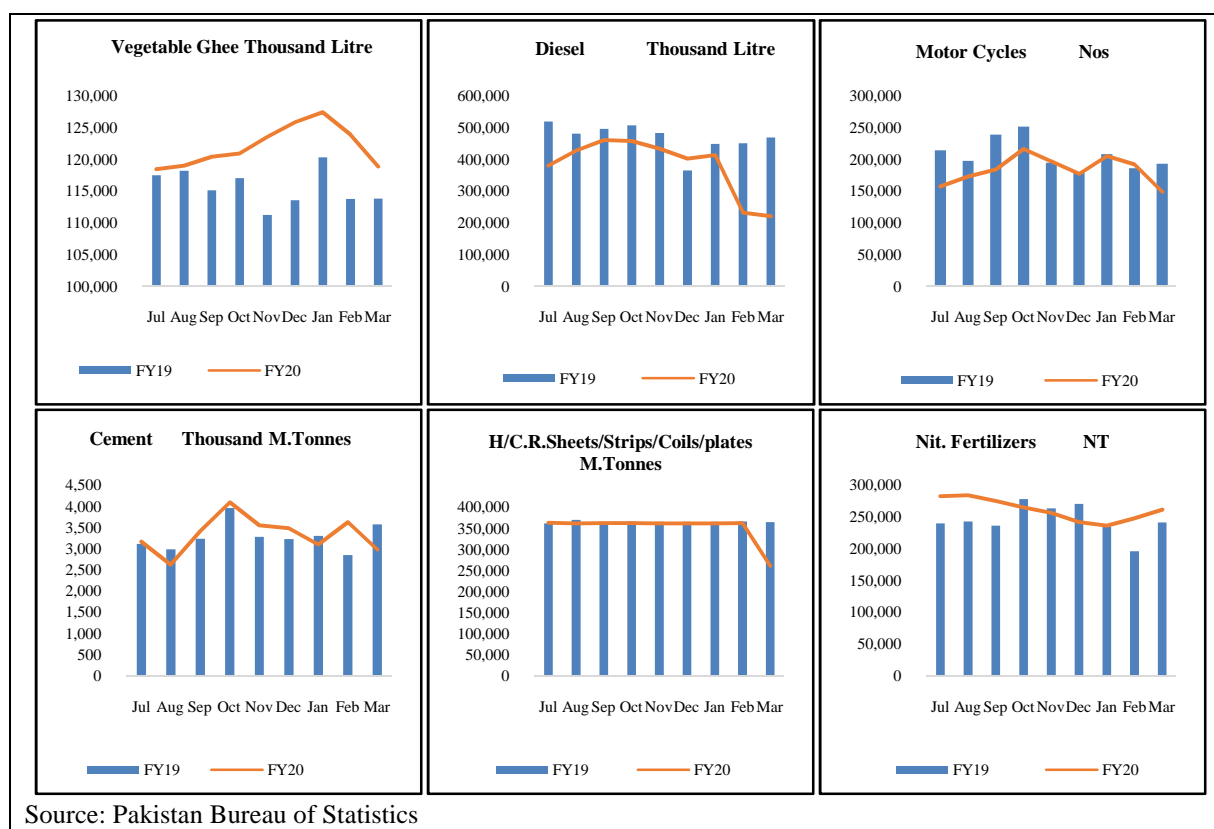 Vegetable Ghee Thousand Litre
130,000
125,000
120,000
115,000
110,000
105,000
100,000
Jul Aug Sep Oct Nov Dec Jan Feb Mar
FY19 FY20
Diesel Thousand Litre
600,000
500,000
400,000
300,000
200,000
100,000
0
Jul Aug Sep Oct Nov Dec Jan Feb Mar
FY19 FY20
Motor Cycles Nos
300,000
250,000
200,000
150,000
100,000
50,000
0
Jul Aug Sep Oct Nov Dec Jan Feb Mar
FY19 FY20
Cement Thousand M.Tonnes
4,500
4,000
3,500
3,000
2,500
2,000
1,500
1,000
500
0
Jul Aug Sep Oct Nov Dec Jan Feb Mar
FY19 FY20
H/C.R.Sheets/Strips/Coils/plates
M.Tonnes
400,000
350,000
300,000
250,000
200,000
150,000
100,000
50,000
0
Jul Aug Sep Oct Nov Dec Jan Feb Mar
FY19 FY20
Nit. Fertilizers NT
300,000
250,000
200,000
150,000
100,000
50,000
0
Jul Aug Sep Oct Nov Dec Jan Feb Mar
FY19 FY20
Source: Pakistan Bureau of Statistics